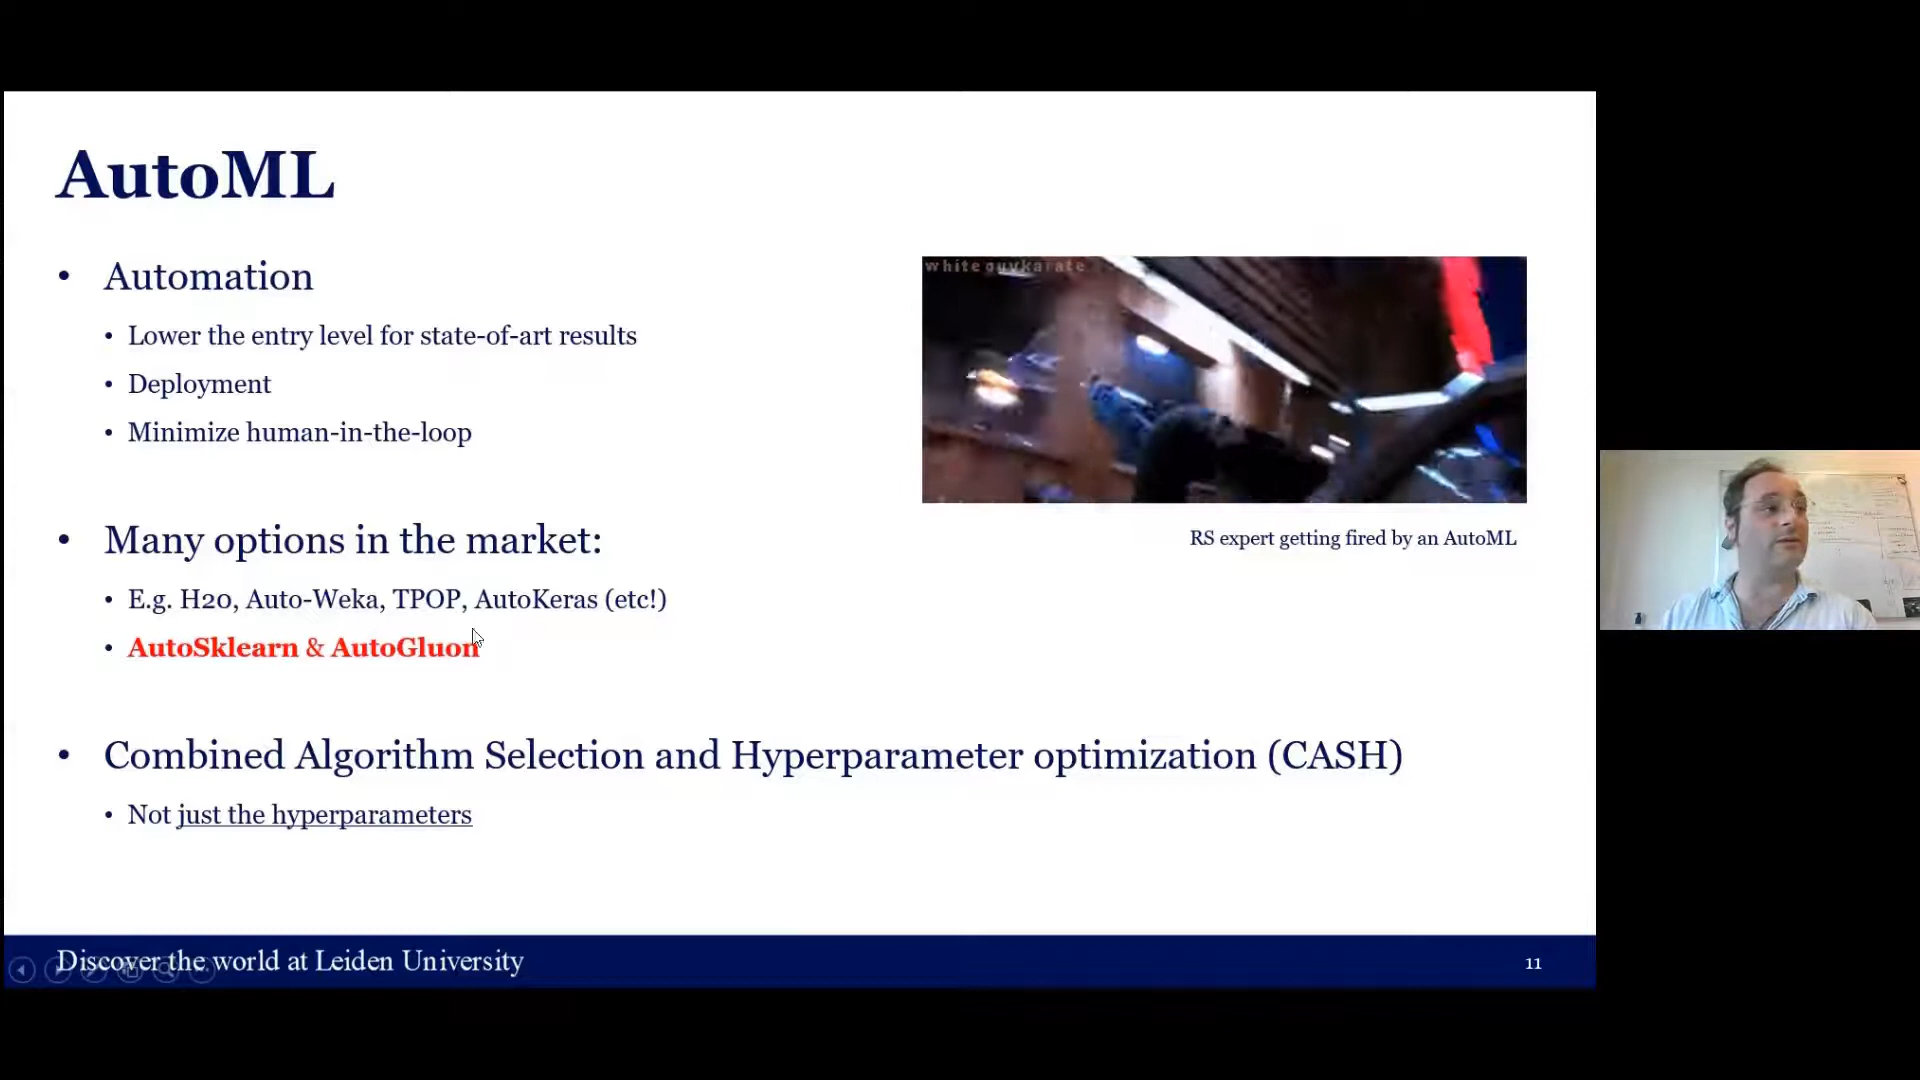 AutoML
• Automation
• Lower the entry level for state-of-art results
• Deployment
• Minimize human-in-the-loop
whiteguykarate
RS expert getting fired by an AutoML
• Many options in the market:
• E.g. H20, Auto-Weka, TPOP, AutoKeras (etc!)
• AutoSklearn & AutoGluon
• Combined Algorithm Selection and Hyperparameter optimization (CASH)
• Not just the hyperparameters
Discover the world at Leiden University
11